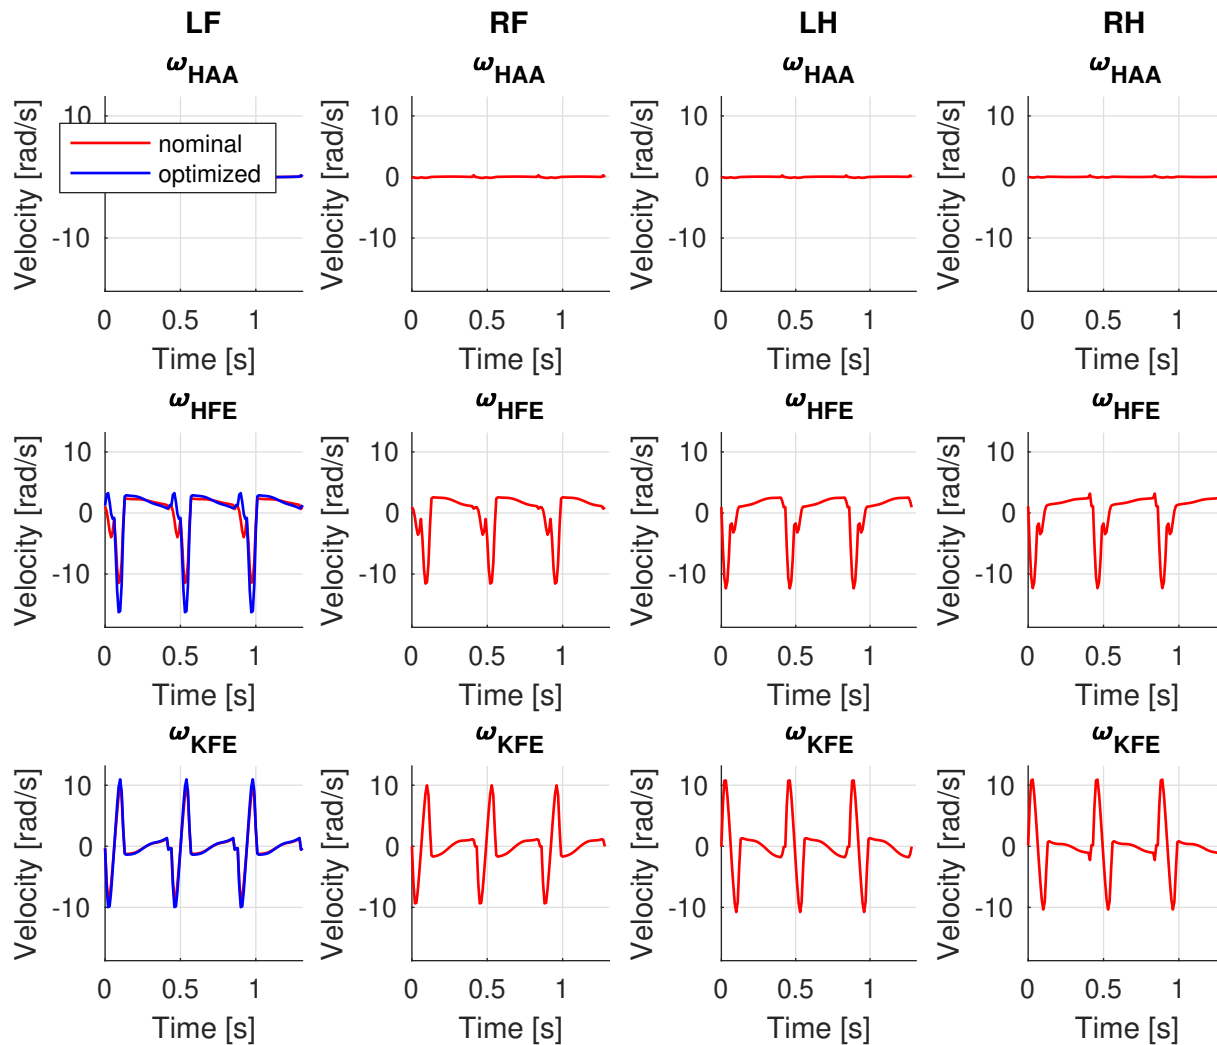 LF RF LH RH
ωHAA ωHAA ωHAA ωHAA
Velocity [rad/s] Velocity [rad/s] Velocity [rad/s] Velocity [rad/s]
10 10 10 10
nominal
optimized
0 0 0
-10 -10 -10 -10
0 0.5 1 0 0.5 1 0 0.5 1 0 0.5 1
Time [s] Time [s] Time [s] Time [s]
ωHFE ωHFE ωHFE ωHFE
Velocity [rad/s] Velocity [rad/s] Velocity [rad/s] Velocity [rad/s]
10 10 10 10
0 0 0 0
-10 -10 -10 -10
0 0.5 1 0 0.5 1 0 0.5 1 0 0.5 1
Time [s] Time [s] Time [s] Time [s]
ωKFE ωKFE ωKFE ωKFE
Velocity [rad/s] Velocity [rad/s] Velocity [rad/s] Velocity [rad/s]
10 10 10 10
0 0 0 0
-10 -10 -10 -10
0 0.5 1 0 0.5 1 0 0.5 1 0 0.5 1
Time [s] Time [s] Time [s] Time [s]